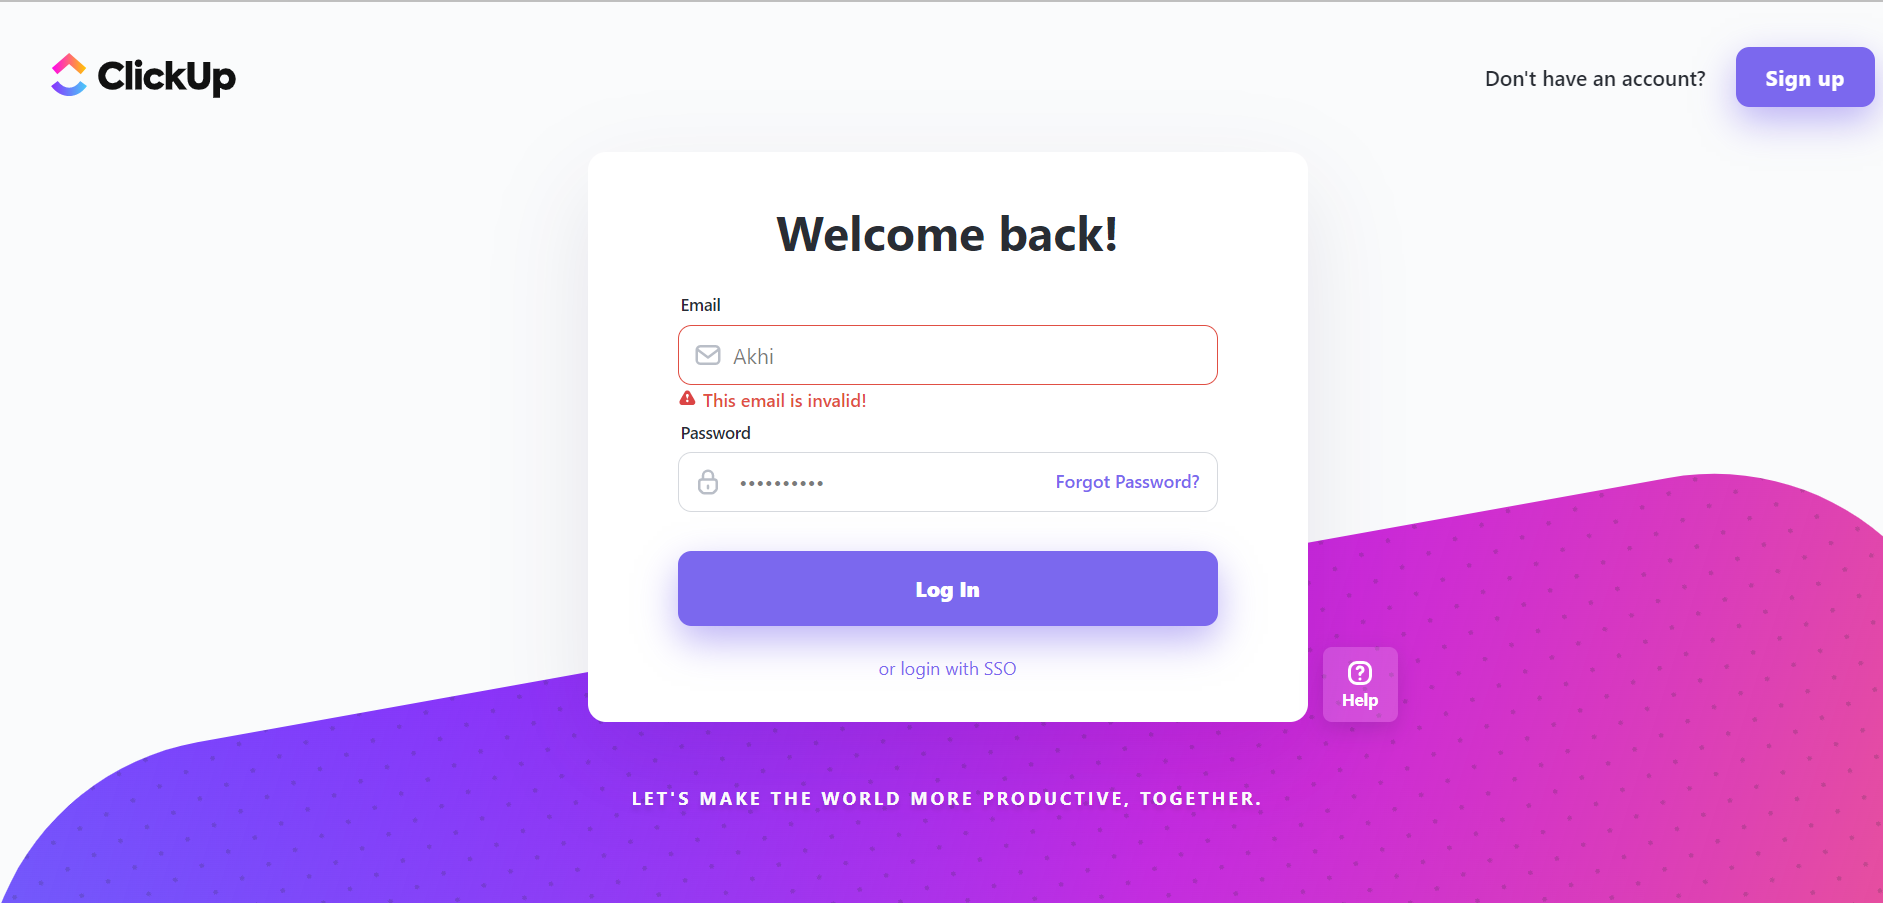 ClickUp
Don't have an account?
Sign up
Welcome back!
Email
Akhi
This email is invalid!
Password
••••••••••
Forgot Password?
Log In
or login with SSO
Help
LET'S MAKE THE WORLD MORE PRODUCTIVE, TOGETHER.